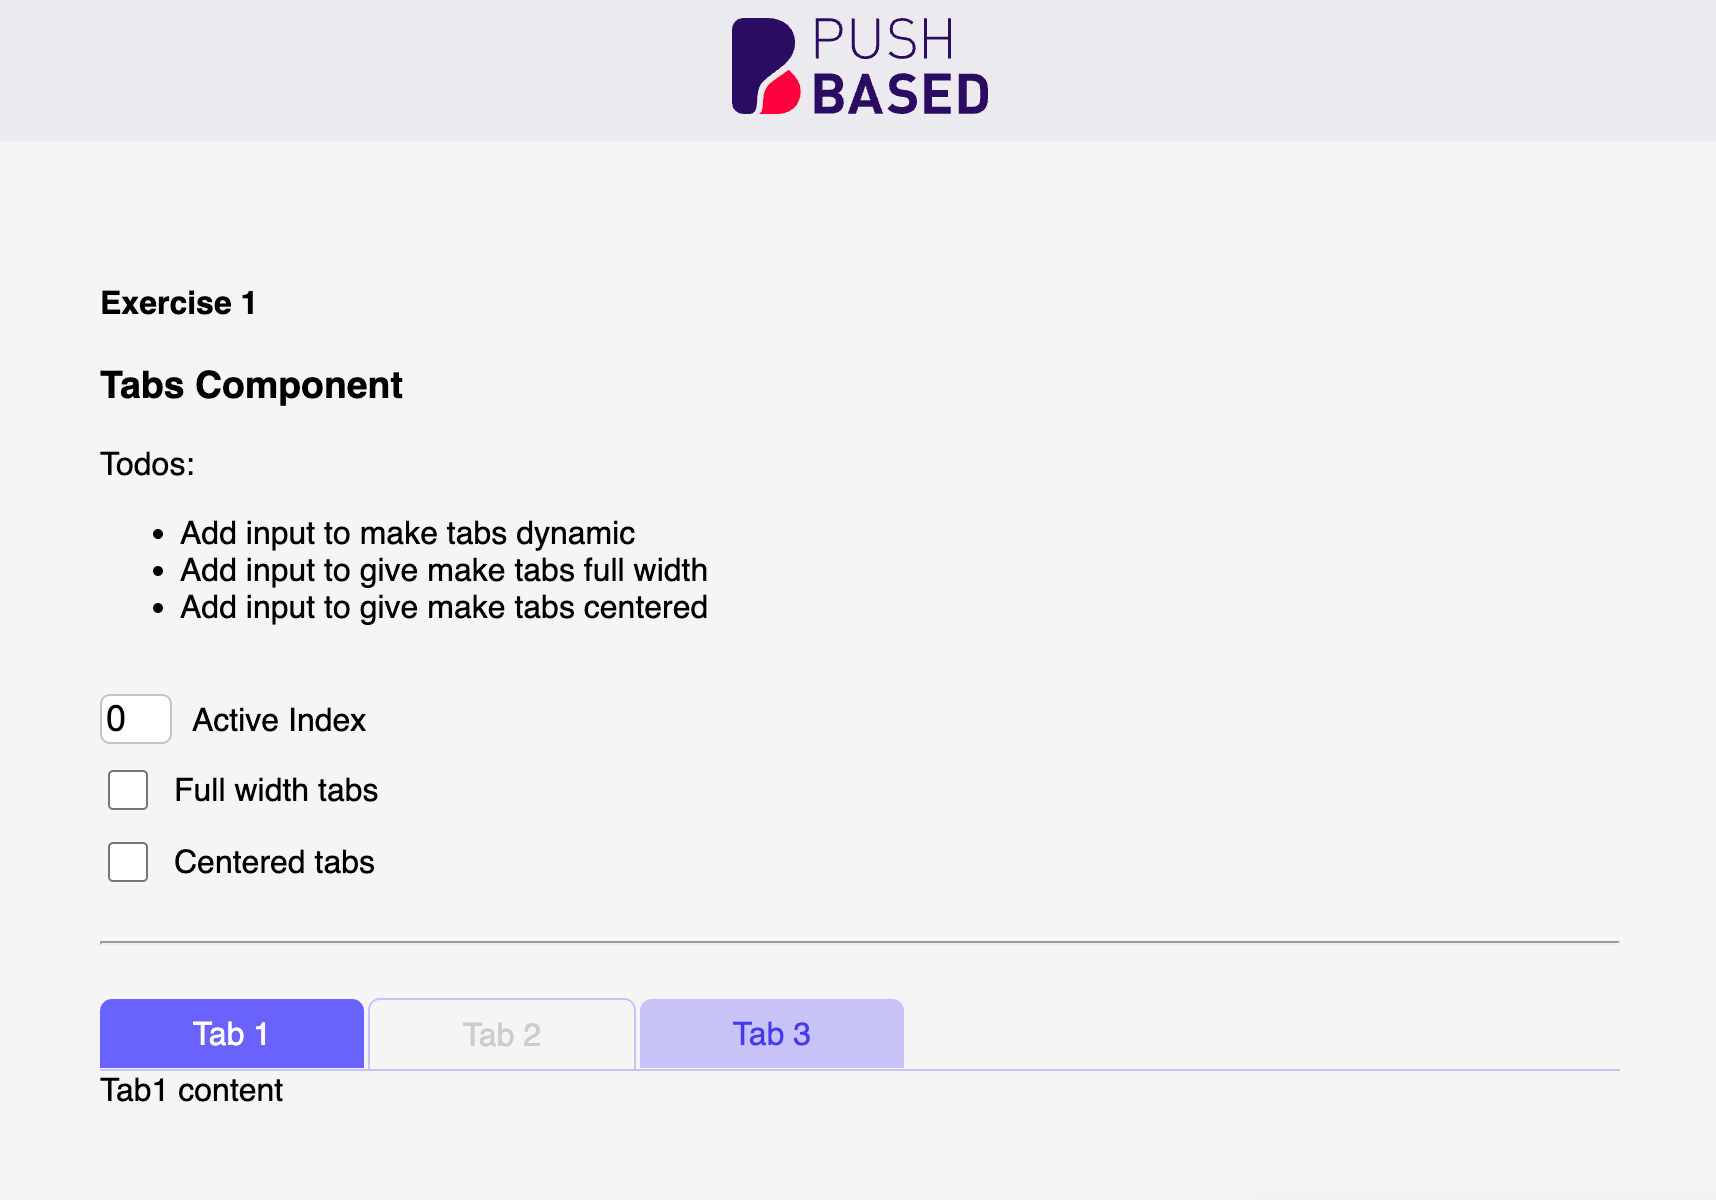 PUSH
BASED
Exercise 1
Tabs Component
Todos:
• Add input to make tabs dynamic
• Add input to give make tabs full width
• Add input to give make tabs centered
0 Active Index
Full width tabs
Centered tabs
Tab 1 Tab 2 Tab 3
Tab1 content